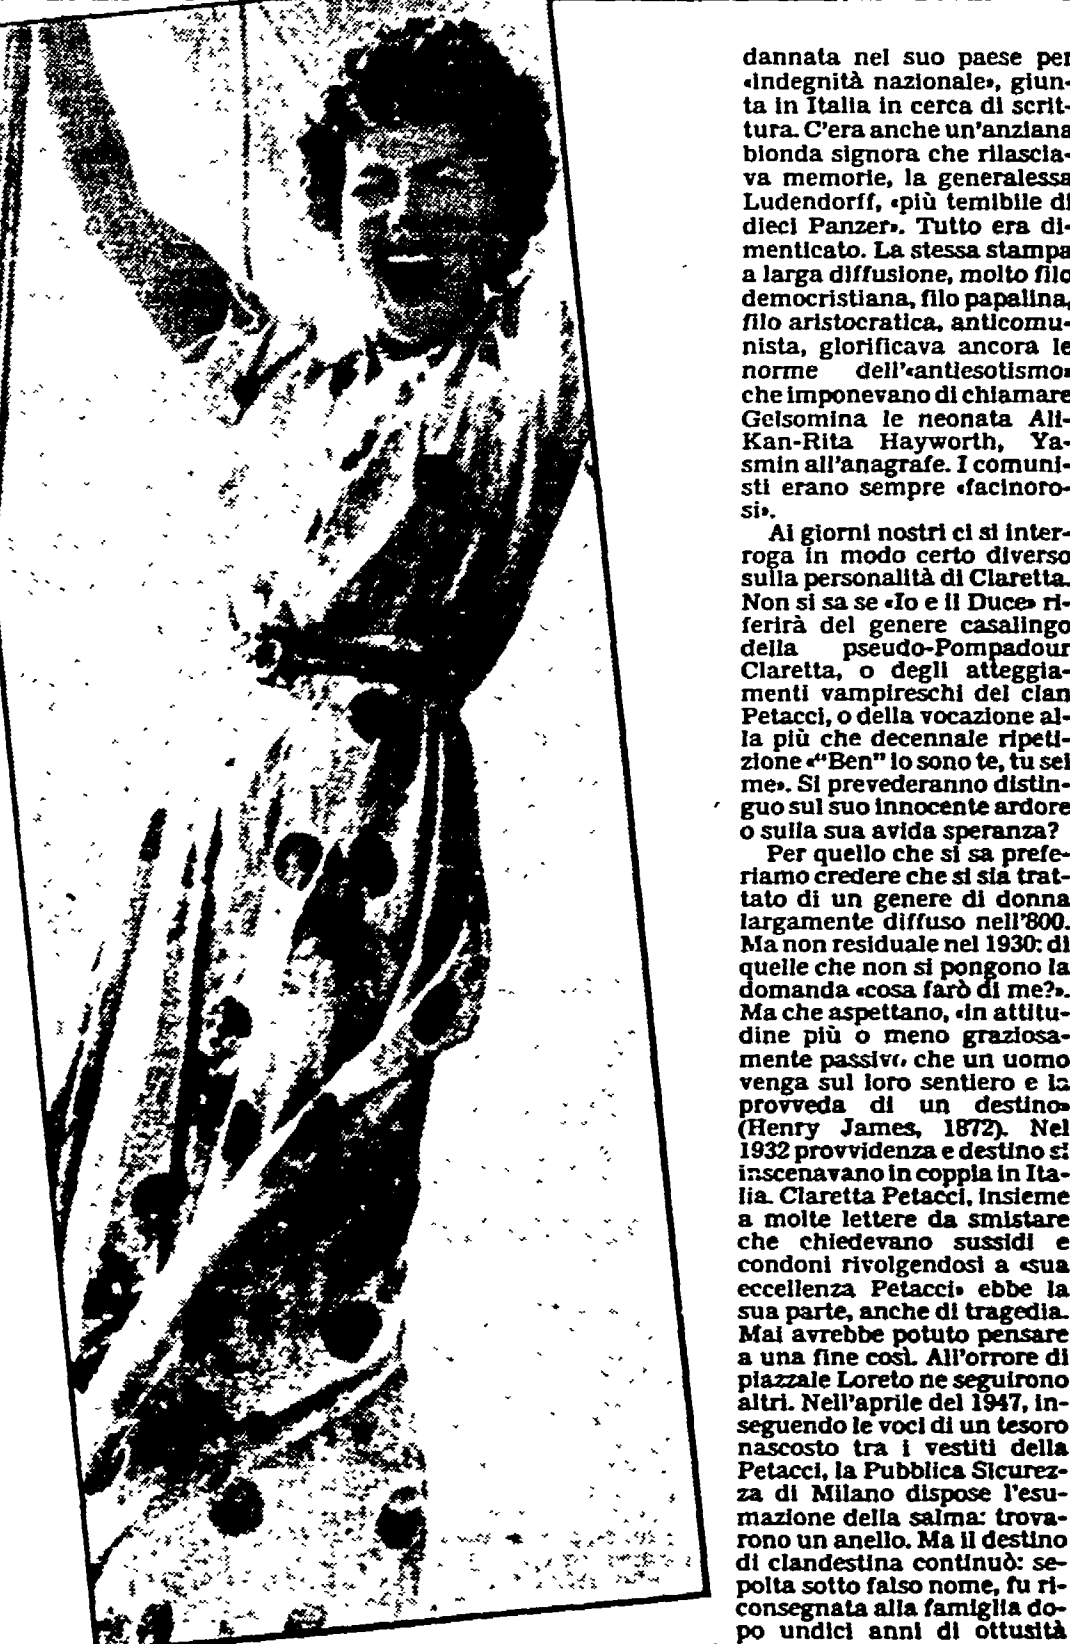 dannata nel suo paese per
«indegnità nazionale», giun-
ta in Italia in cerca di scrit-
tura. C'era anche un'anziana
bionda signora che rilascia-
va memorie, la generalessa
Ludendorff, «più temibile di
dieci Panzer». Tutto era di-
menticato. La stessa stampa
a larga diffusione, molto filo
democristiana, filo papalina,
filo aristocratica, anticomu-
nista, glorificava ancora le
norme dell'«antiesotismo»
che imponevano di chiamare
Gelsomina le neonata Ali-
Kan-Rita Hayworth, Ya-
smin all'anagrafe. I comuni-
sti erano sempre «facinoro-
si».
Ai giorni nostri ci si inter-
roga in modo certo diverso
sulla personalità di Claretta.
Non si sa se «Io e il Duce» ri-
ferirà del genere casalingo
della pseudo-Pompadour
Claretta, o degli atteggia-
menti vampireschi del clan
Petacci, o della vocazione al-
la più che decennale ripeti-
zione «"Ben" io sono te, tu sei
me». Si prevederanno distin-
guo sul suo innocente ardore
o sulla sua avida speranza?
Per quello che si sa prefe-
riamo credere che si sia trat-
tato di un genere di donna
largamente diffuso nell'800.
Ma non residuale nel 1930: di
quelle che non si pongono la
domanda «cosa farò di me?».
Ma che aspettano, «in attitu-
dine più o meno graziosa-
mente passiva, che un uomo
venga sul loro sentiero e la
provveda di un destino»
(Henry James, 1872). Nel
1932 provvidenza e destino si
inscenavano in coppia in Ita-
lia. Claretta Petacci, insieme
a molte lettere da smistare
che chiedevano sussidi e
condoni rivolgendosi a «sua
eccellenza Petacci» ebbe la
sua parte, anche di tragedia.
Mai avrebbe potuto pensare
a una fine così. All'orrore di
piazzale Loreto ne seguirono
altri. Nell'aprile del 1947, in-
seguendo le voci di un tesoro
nascosto tra i vestiti della
Petacci, la Pubblica Sicurez-
za di Milano dispose l'esu-
mazione della salma: trova-
rono un anello. Ma il destino
di clandestina continuò: se-
polta sotto falso nome, fu ri-
consegnata alla famiglia do-
po undici anni di ottusità